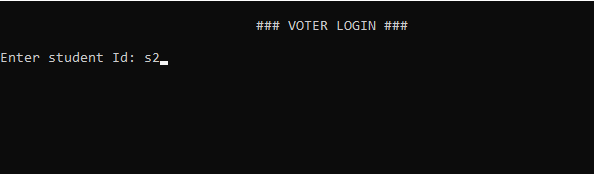 ### VOTER LOGIN ###
Enter student Id: s2